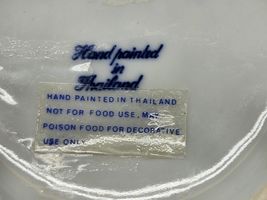 Hand painted
in
Thailand
HAND PAINTED IN THAILAND
NOT FOR FOOD USE, MAY
POISON FOOD FOR DECORATIVE
USE ONLY